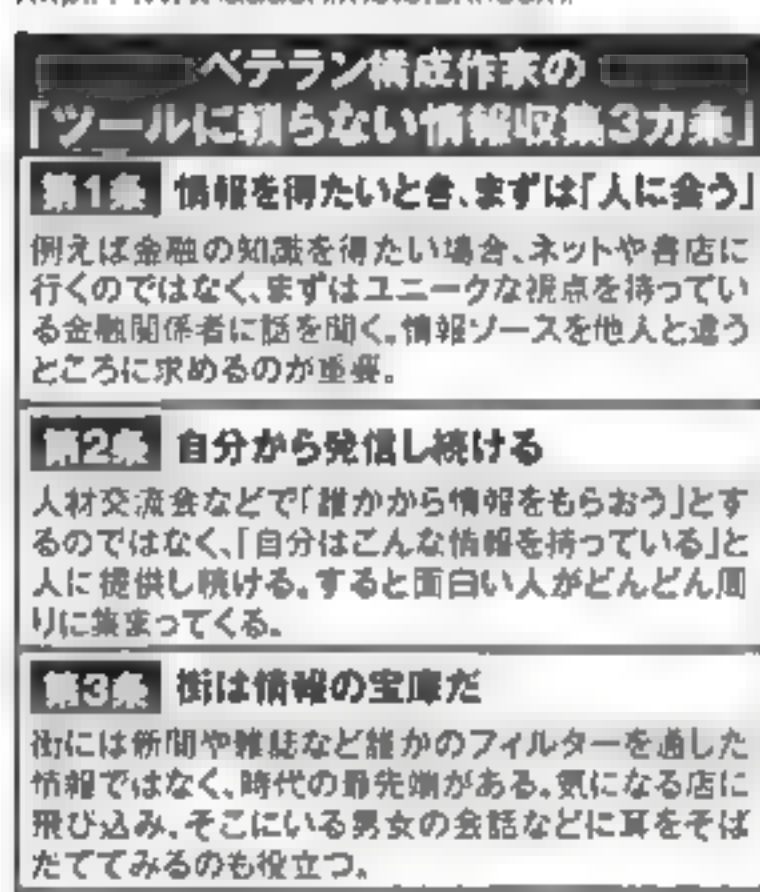 ベテラン構成作家の
「ツールに頼らない情報収集3カ条」
第1条 情報を得たいとき、まずは「人に会う」
例えば金融の知識を得たい場合、ネットや書店に
行くのではなく、まずはユニークな視点を持ってい
る金融関係者に話を聞く。情報ソースを他人と違う
ところに求めるのが重要。
第2条 自分から発信し続ける
人材交流会などで「誰かから情報をもらおう」とす
るのではなく、「自分はこんな情報を持っている」と
人に提供し続ける。すると面白い人がどんどん周
りに集まってくる。
第3条 街は情報の宝庫だ
街には新聞や雑誌など誰かのフィルターを通した
情報ではなく、時代の最先端がある。気になる店に
飛び込み、そこにいる男女の会話などに耳をそば
だててみるのも役立つ。